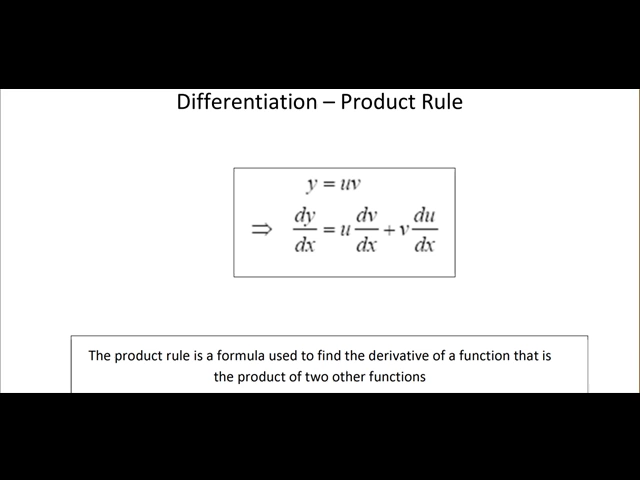 Differentiation – Product Rule
y = uv
⇒ dy/dx = u dv/dx + v du/dx
The product rule is a formula used to find the derivative of a function that is
the product of two other functions